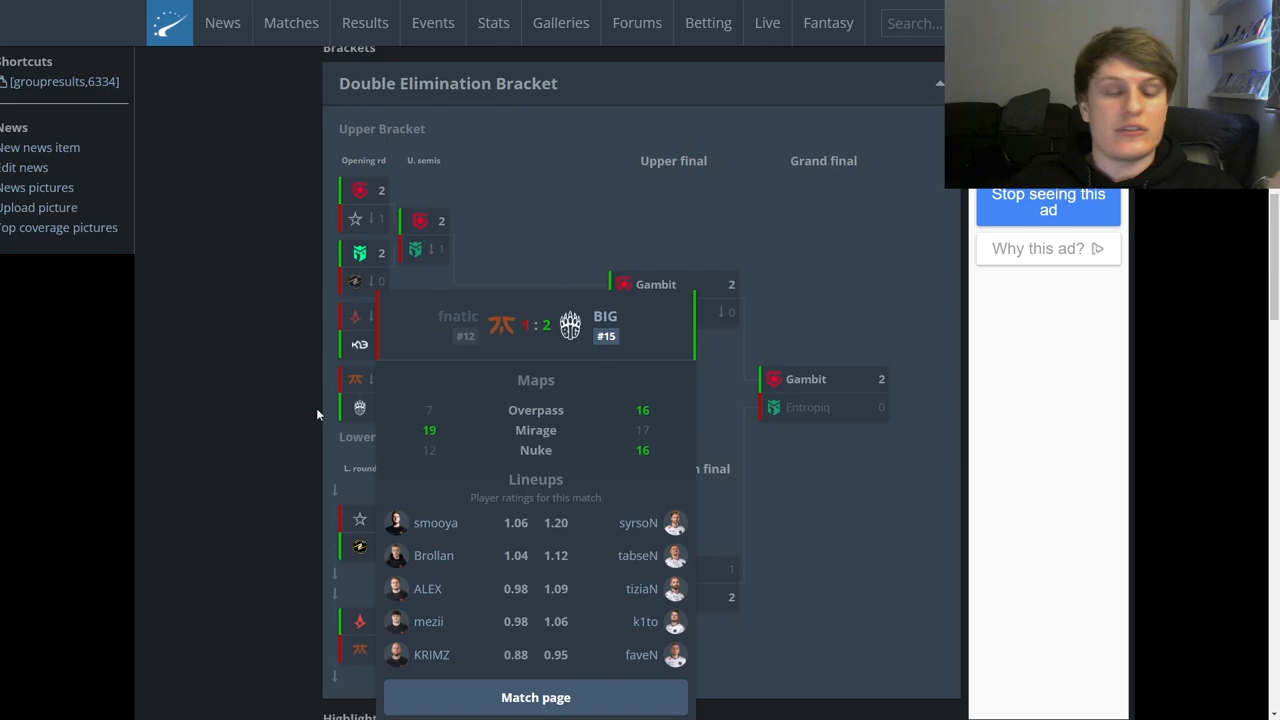 News
Matches
Results
Events
Stats
Galleries
Forums
Betting
Live
Fantasy
Search...
Shortcuts
[groupresults,6334]
News
New news item
Edit news
News pictures
Upload picture
Top coverage pictures
Brackets
Double Elimination Bracket
Upper Bracket
Opening rd
U. semis
Upper final
Grand final
2
1
2
0
2
1
Gambit 2
0
Gambit 2
Entropiq 0
fnatic
#12
1 : 2
BIG
#15
Maps
7 Overpass 16
19 Mirage 17
12 Nuke 16
Lineups
Player ratings for this match
smooya 1.06 1.20 syrsoN
Brollan 1.04 1.12 tabseN
ALEX 0.98 1.09 tiziaN
mezii 0.98 1.06 k1to
KRIMZ 0.88 0.95 faveN
Match page
Lower
L. round
final
1
2
Stop seeing this
ad
Why this ad?